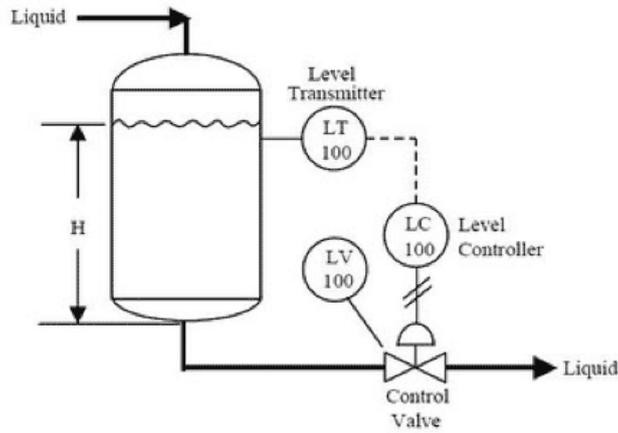 Liquid
Level
Transmitter
LT
100
H
LC
100
Level
Controller
LV
100
Liquid
Control
Valve